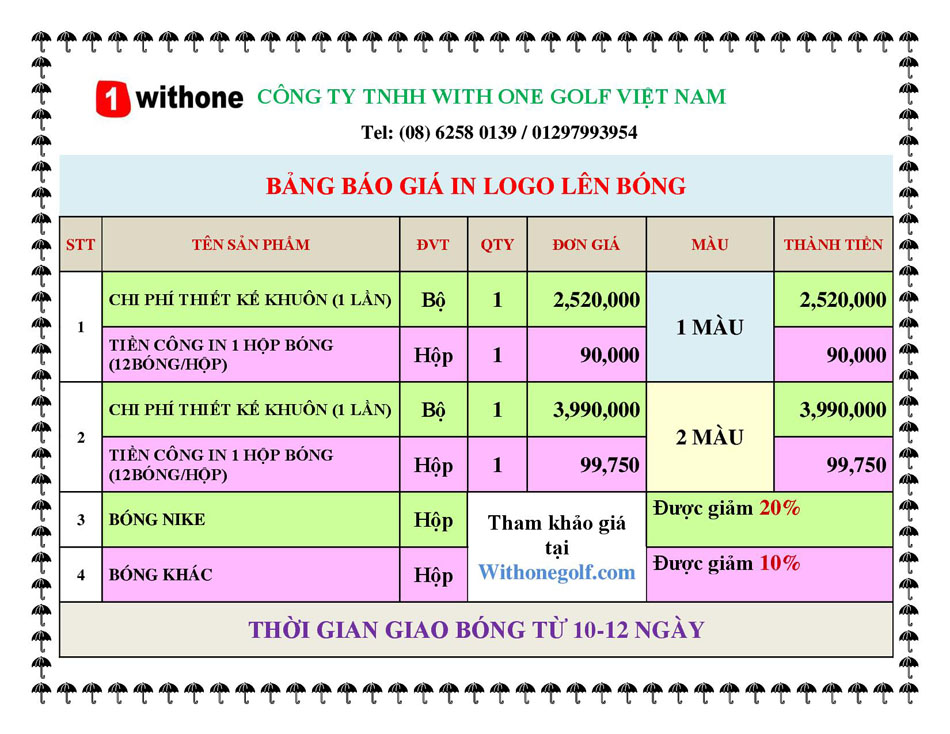 1 withone CÔNG TY TNHH WITH ONE GOLF VIỆT NAM
Tel: (08) 6258 0139 / 01297993954
BẢNG BÁO GIÁ IN LOGO LÊN BÓNG
STT TÊN SẢN PHẨM ĐVT QTY ĐƠN GIÁ MÀU THÀNH TIỀN
1 CHI PHÍ THIẾT KẾ KHUÔN (1 LẦN) Bộ 1 2,520,000 1 MÀU 2,520,000
TIỀN CÔNG IN 1 HỘP BÓNG
(12BÓNG/HỘP) Hộp 1 90,000 90,000
2 CHI PHÍ THIẾT KẾ KHUÔN (1 LẦN) Bộ 1 3,990,000 2 MÀU 3,990,000
TIỀN CÔNG IN 1 HỘP BÓNG
(12BÓNG/HỘP) Hộp 1 99,750 99,750
3 BÓNG NIKE Hộp Tham khảo giá Được giảm 20%
tại
4 BÓNG KHÁC Hộp Withonegolf.com Được giảm 10%
THỜI GIAN GIAO BÓNG TỪ 10-12 NGÀY